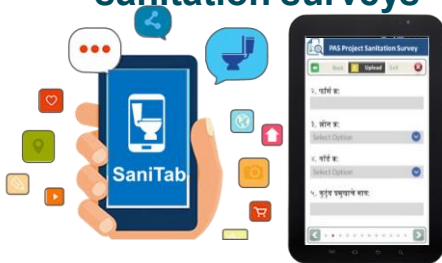 sanitation surveys
SaniTab
PAS Project Sanitation Survey
Back Upload Exit
२. फॉर्म क्र:
३. झोन क्र:
Select Option
४. वॉर्ड क्र:
Select Option
५. कुटुंब प्रमुखाचे नाव: